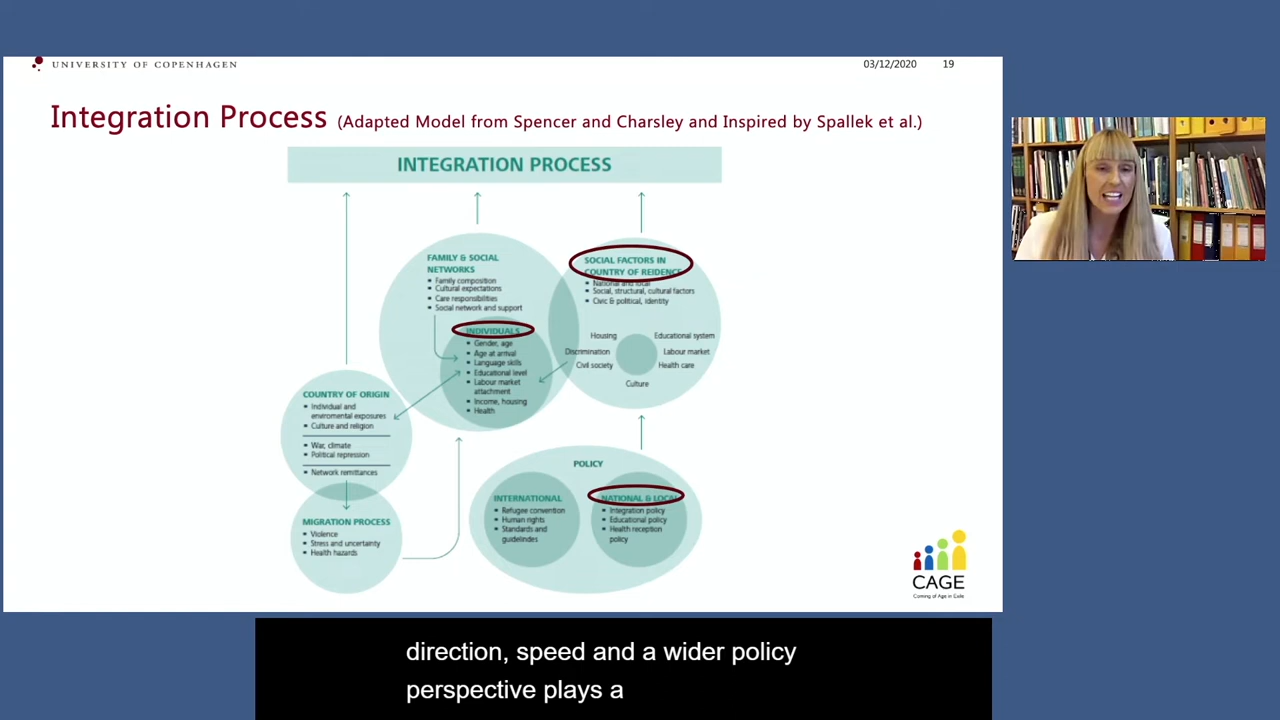 UNIVERSITY OF COPENHAGEN
03/12/2020 19
Integration Process (Adapted Model from Spencer and Charsley and Inspired by Spallek et al.)
INTEGRATION PROCESS
FAMILY & SOCIAL
NETWORKS
▪ Family composition
▪ Cultural expectations
▪ Care responsibilities
▪ Social network and support
INDIVIDUALS
▪ Gender, age
▪ Age at arrival
▪ Language skills
▪ Educational level
▪ Labour market
attachment
▪ Income, housing
▪ Health
SOCIAL FACTORS IN
COUNTRY OF REIDENCE
▪ National and local
▪ Social, structural, cultural factors
▪ Civic & political, identity
Housing
Educational system
Discrimination
Labour market
Civil society
Health care
Culture
COUNTRY OF ORIGIN
▪ Individual and
enviromental exposures
▪ Culture and religion
▪ War, climate
▪ Political repression
▪ Network remittances
MIGRATION PROCESS
▪ Violence
▪ Stress and uncertainty
▪ Health hazards
POLICY
INTERNATIONAL
▪ Refugee convention
▪ Human rights
▪ Standards and
guidelindes
NATIONAL & LOCAL
▪ Integration policy
▪ Educational policy
▪ Health reception
policy
CAGE
Coming of Age in Exile
direction, speed and a wider policy
perspective plays a